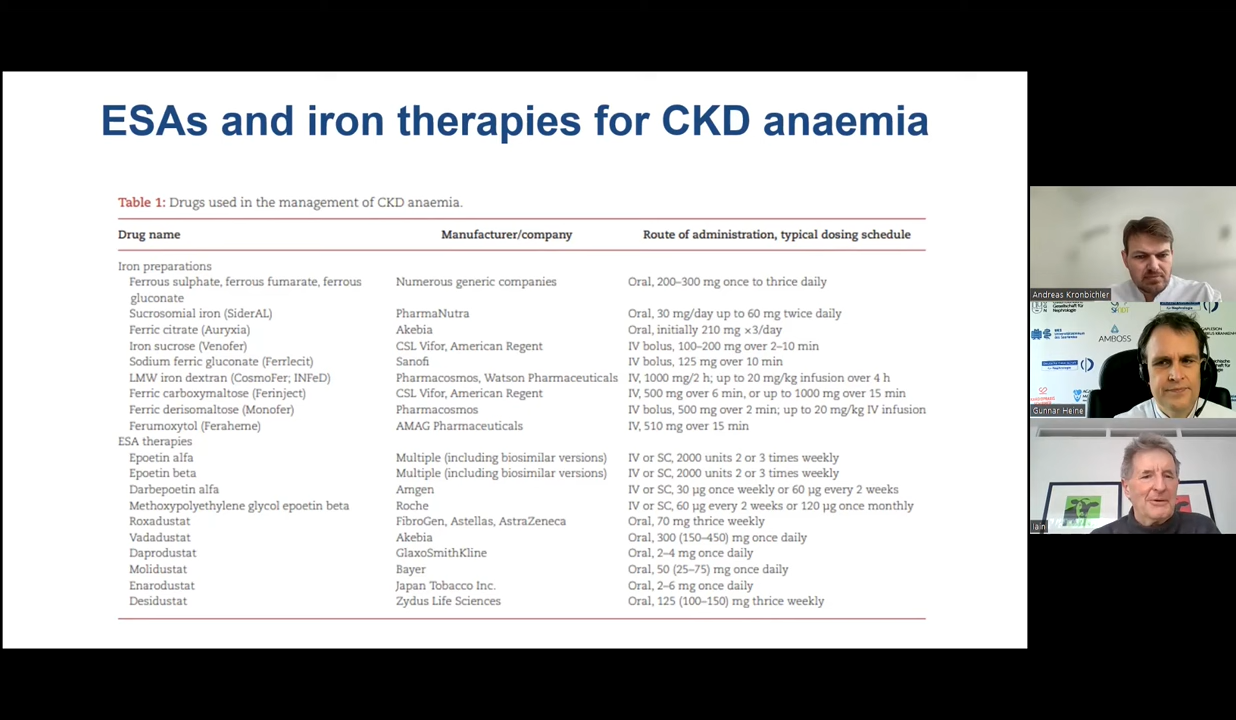 ESAs and iron therapies for CKD anaemia
Table 1: Drugs used in the management of CKD anaemia.
Drug name Manufacturer/company Route of administration, typical dosing schedule
Iron preparations
Ferrous sulphate, ferrous fumarate, ferrous Numerous generic companies Oral, 200–300 mg once to thrice daily
gluconate
Sucrosomial iron (SiderAL) PharmaNutra Oral, 30 mg/day up to 60 mg twice daily
Ferric citrate (Auryxia) Akebia Oral, initially 210 mg ×3/day
Iron sucrose (Venofer) CSL Vifor, American Regent IV bolus, 100–200 mg over 2–10 min
Sodium ferric gluconate (Ferrlecit) Sanofi IV bolus, 125 mg over 10 min
LMW iron dextran (CosmoFer; INFeD) Pharmacosmos, Watson Pharmaceuticals IV, 1000 mg/2 h; up to 20 mg/kg infusion over 4 h
Ferric carboxymaltose (Ferinject) CSL Vifor, American Regent IV, 500 mg over 6 min, or up to 1000 mg over 15 min
Ferric derisomaltose (Monofer) Pharmacosmos IV bolus, 500 mg over 2 min; up to 20 mg/kg IV infusion
Ferumoxytol (Feraheme) AMAG Pharmaceuticals IV, 510 mg over 15 min
ESA therapies
Epoetin alfa Multiple (including biosimilar versions) IV or SC, 2000 units 2 or 3 times weekly
Epoetin beta Multiple (including biosimilar versions) IV or SC, 2000 units 2 or 3 times weekly
Darbepoetin alfa Amgen IV or SC, 30 µg once weekly or 60 µg every 2 weeks
Methoxypolyethylene glycol epoetin beta Roche IV or SC, 60 µg every 2 weeks or 120 µg once monthly
Roxadustat FibroGen, Astellas, AstraZeneca Oral, 70 mg thrice weekly
Vadadustat Akebia Oral, 300 (150–450) mg once daily
Daprodustat GlaxoSmithKline Oral, 2–4 mg once daily
Molidustat Bayer Oral, 50 (25–75) mg once daily
Enarodustat Japan Tobacco Inc. Oral, 2–6 mg once daily
Desidustat Zydus Life Sciences Oral, 125 (100–150) mg thrice weekly
Andreas Kronbichler
AMBOSS
Gunnar Heine
Iain